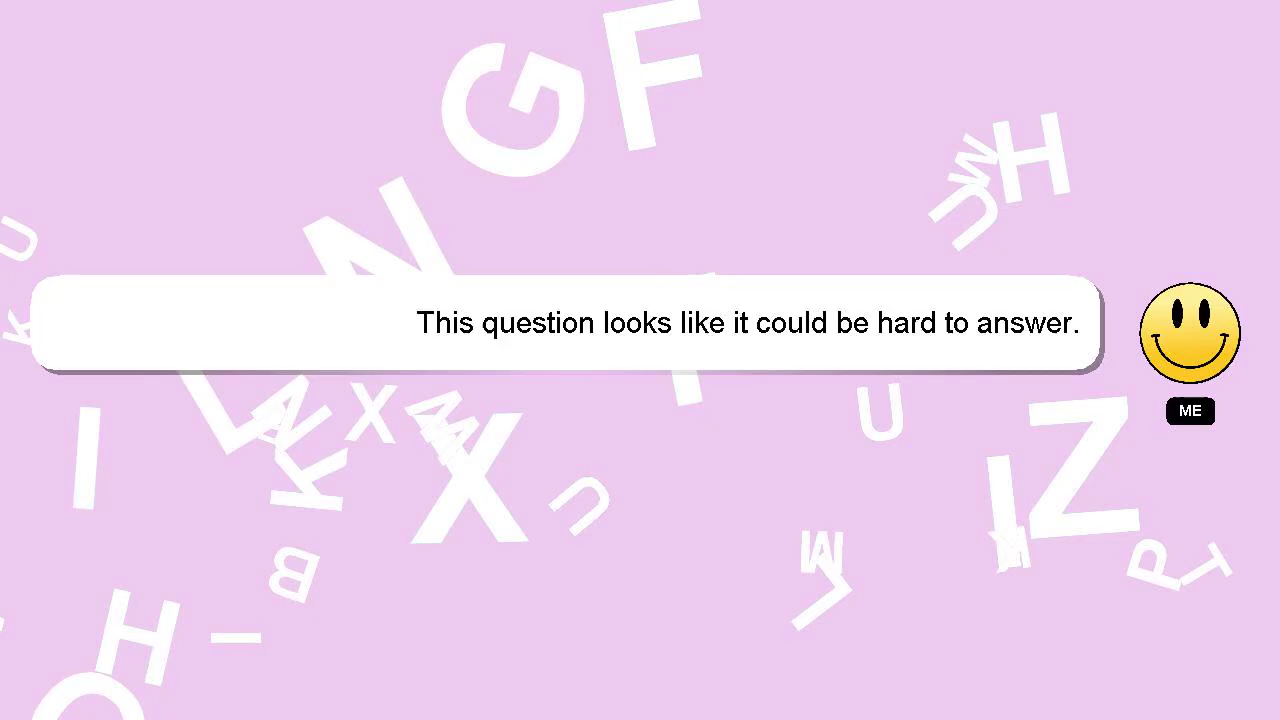 This question looks like it could be hard to answer.
ME
G
F
W
H
U
N
U
K
L
X
U
I
K
X
Z
I
U
B
M
P
T
H
I